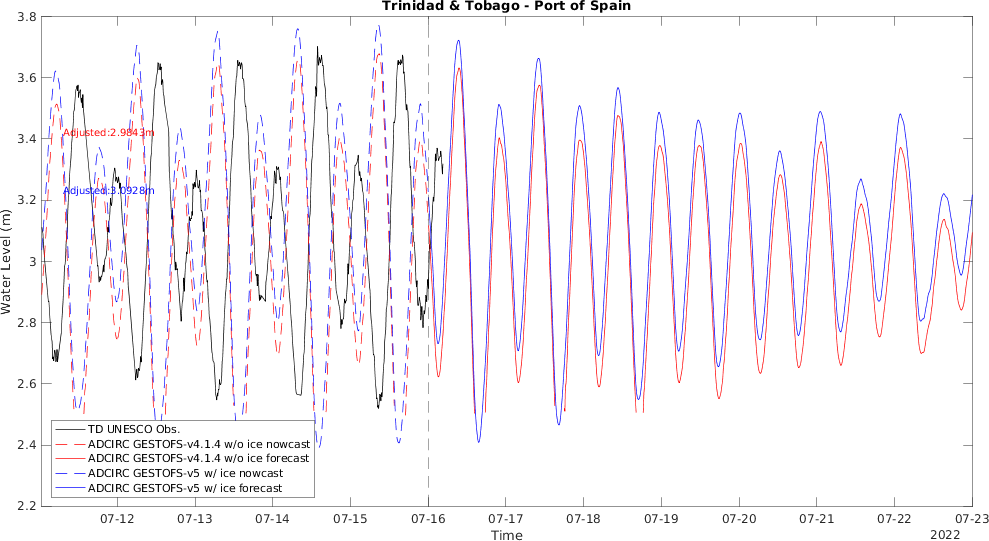 Trinidad & Tobago - Port of Spain
3.8
3.6
3.4
3.2
3
2.8
2.6
2.4
2.2
Water Level (m)
Adjusted:2.9843m
Adjusted:3.0928m
TD UNESCO Obs.
ADCIRC GESTOFS-v4.1.4 w/o ice nowcast
ADCIRC GESTOFS-v4.1.4 w/o ice forecast
ADCIRC GESTOFS-v5 w/ ice nowcast
ADCIRC GESTOFS-v5 w/ ice forecast
07-12 07-13 07-14 07-15 07-16 07-17 07-18 07-19 07-20 07-21 07-22 07-23
Time
2022